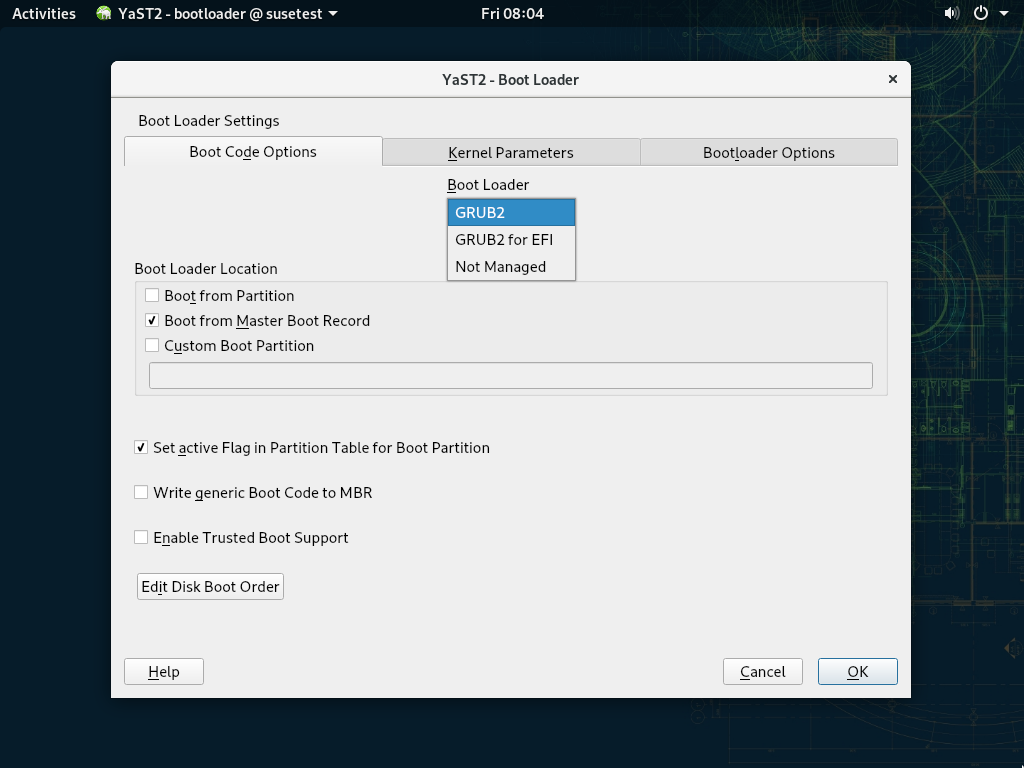 Activities YaST2 - bootloader @ susetest Fri 08:04
YaST2 - Boot Loader
Boot Loader Settings
Boot Code Options Kernel Parameters Bootloader Options
Boot Loader
GRUB2
GRUB2 for EFI
Not Managed
Boot Loader Location
Boot from Partition
Boot from Master Boot Record
Custom Boot Partition
Set active Flag in Partition Table for Boot Partition
Write generic Boot Code to MBR
Enable Trusted Boot Support
Edit Disk Boot Order
Help Cancel OK